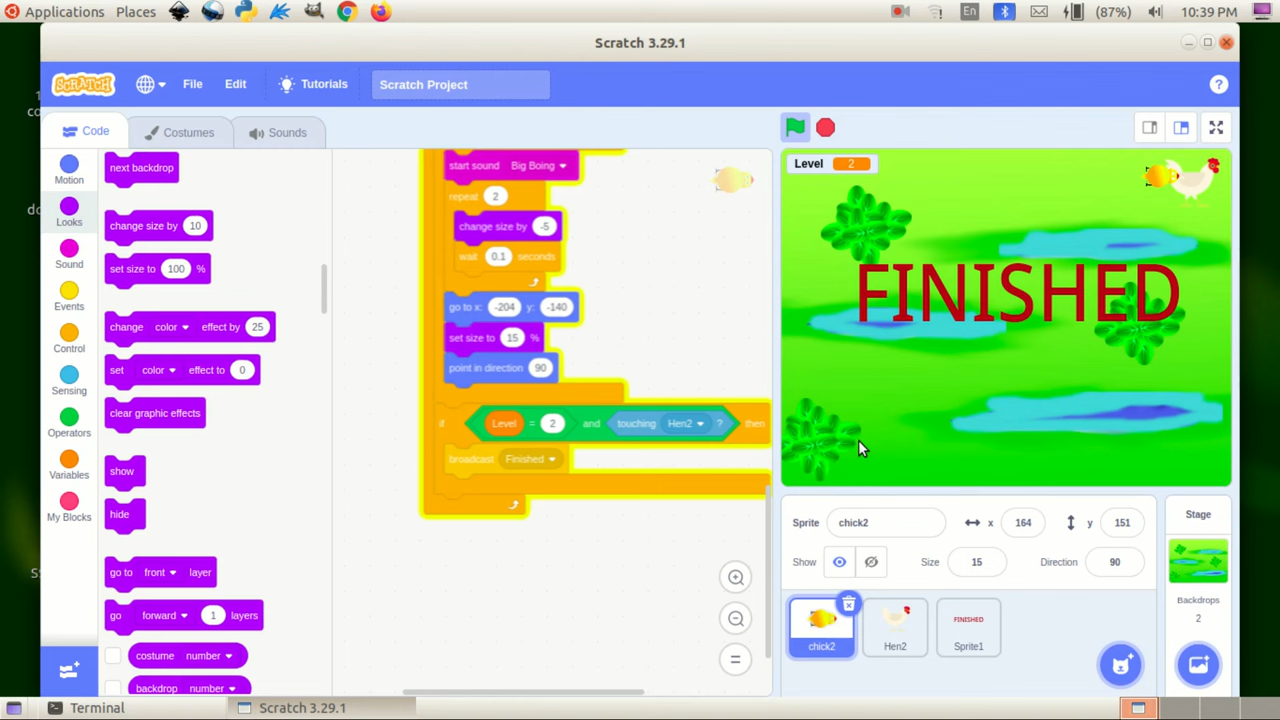 Applications Places En (87%) 10:39 PM
Scratch 3.29.1
SCRATCH File Edit Tutorials Scratch Project ?
Code Costumes Sounds
Motion
Looks
Sound
Events
Control
Sensing
Operators
Variables
My Blocks
next backdrop
change size by 10
set size to 100 %
change color effect by 25
set color effect to 0
clear graphic effects
show
hide
go to front layer
go forward 1 layers
costume number
backdrop number
start sound Big Boing
repeat 2
change size by -5
wait 0.1 seconds
go to x: -204 y: -140
set size to 15 %
point in direction 90
if Level = 2 and touching Hen2 ? then
broadcast Finished
Level 2
FINISHED
Sprite chick2 x 164 y 151
Show Size 15 Direction 90
chick2
Hen2
FINISHED
Sprite1
Stage
Backdrops
2
Terminal Scratch 3.29.1